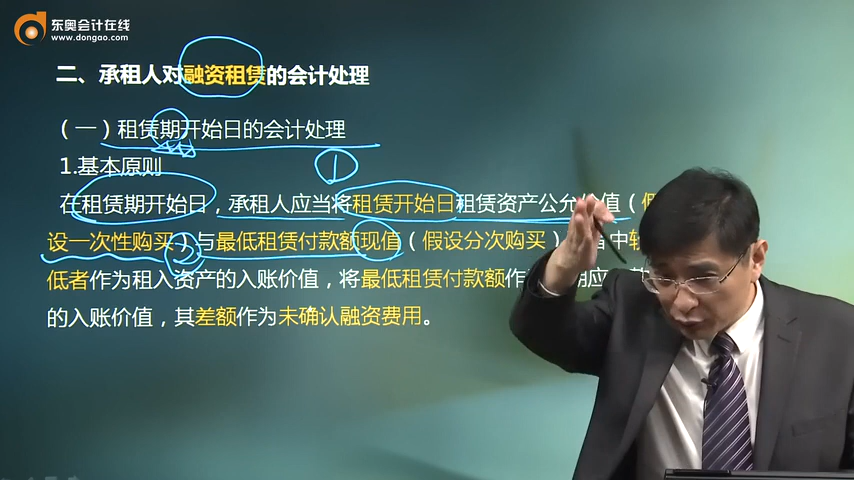 东奥会计在线
www.dongao.com
二、承租人对融资租赁的会计处理
(一)租赁期开始日的会计处理
1.基本原则
①
在租赁期开始日，承租人应当将租赁开始日租赁资产公允价值(
设一次性购买)与最低租赁付款额现值(假设分次购买)
中
低者作为租入资产的入账价值，将最低租赁付款额作
应
的入账价值，其差额作为未确认融资费用。